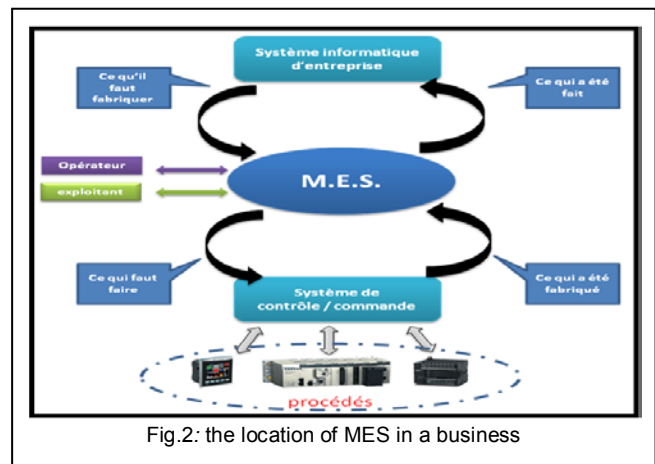 Système informatique
d'entreprise
Ce qu'il
faut
fabriquer
Ce qui a été
fait
Opérateur
exploitant
M.E.S.
Ce qui faut
faire
Ce qui a été
fabriqué
Système de
contrôle / commande
procédés
Fig.2: the location of MES in a business